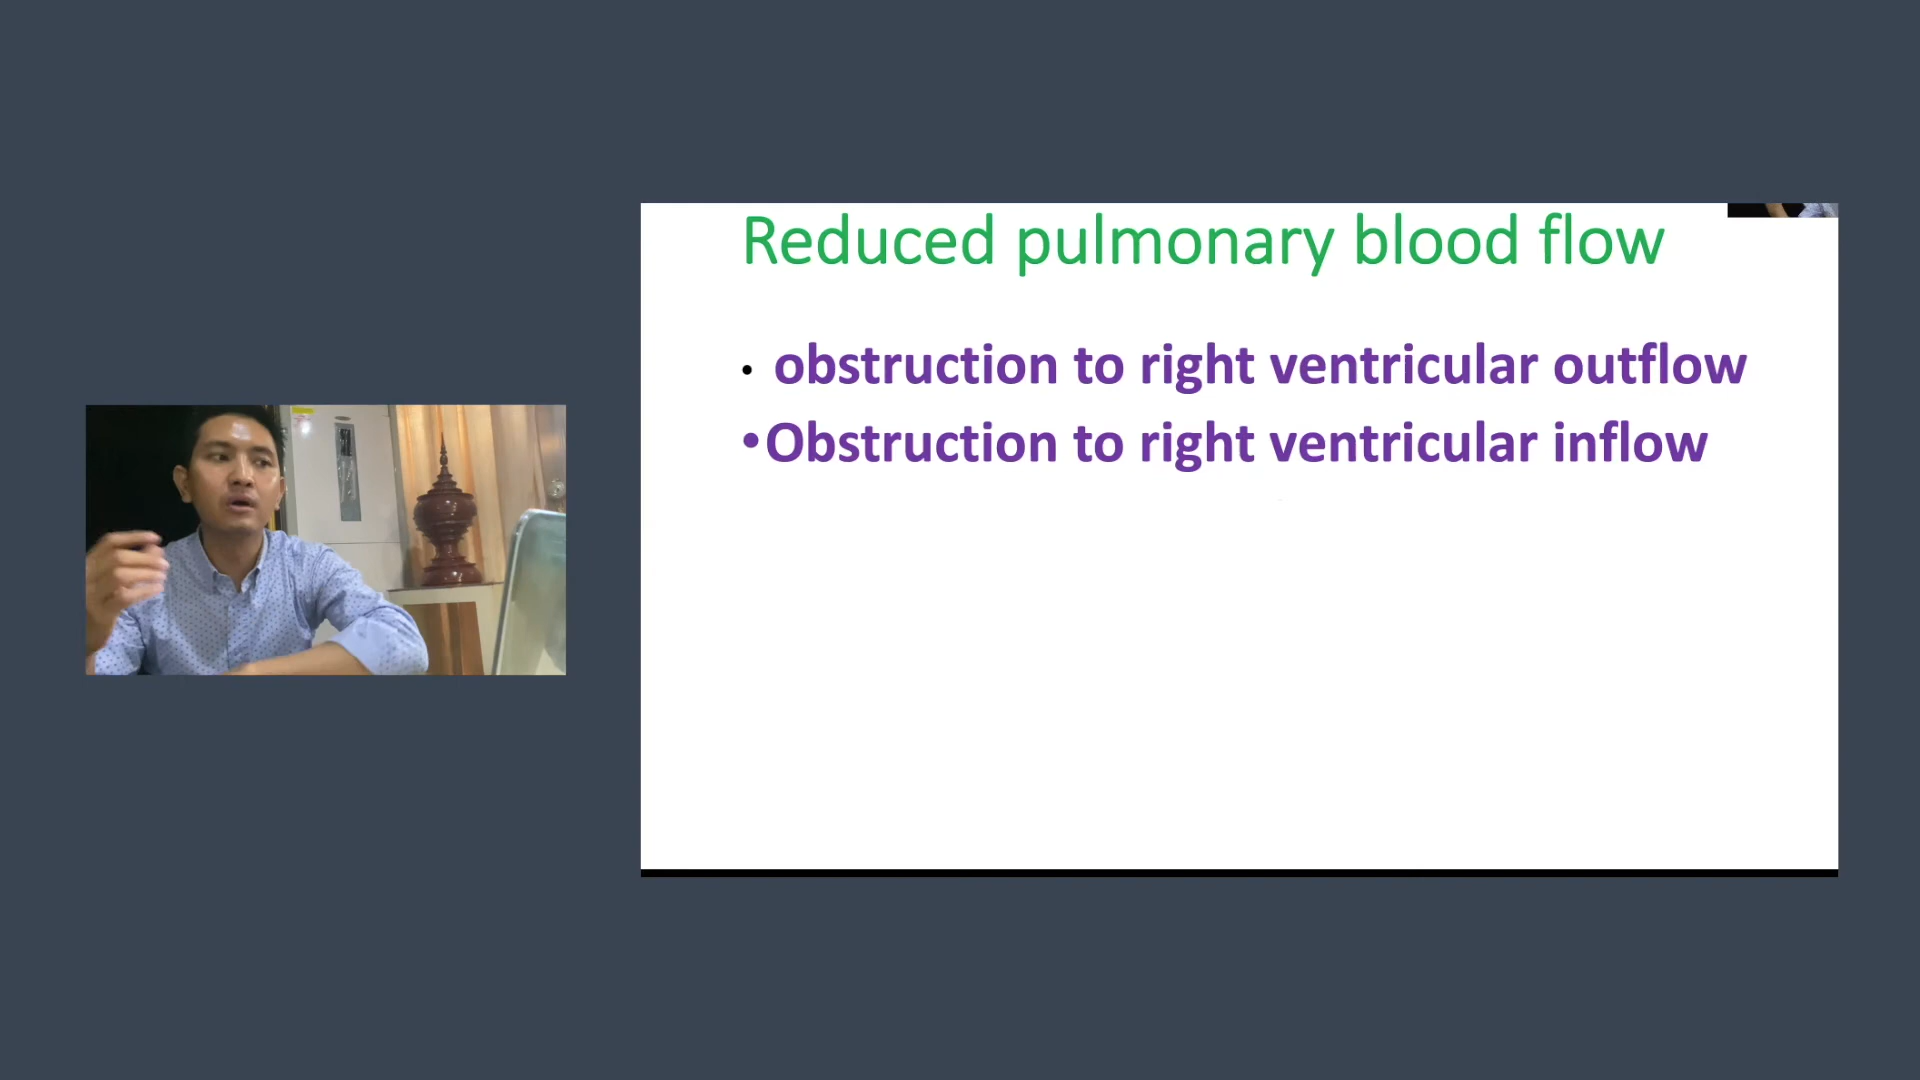 Reduced pulmonary blood flow
• obstruction to right ventricular outflow
•Obstruction to right ventricular inflow